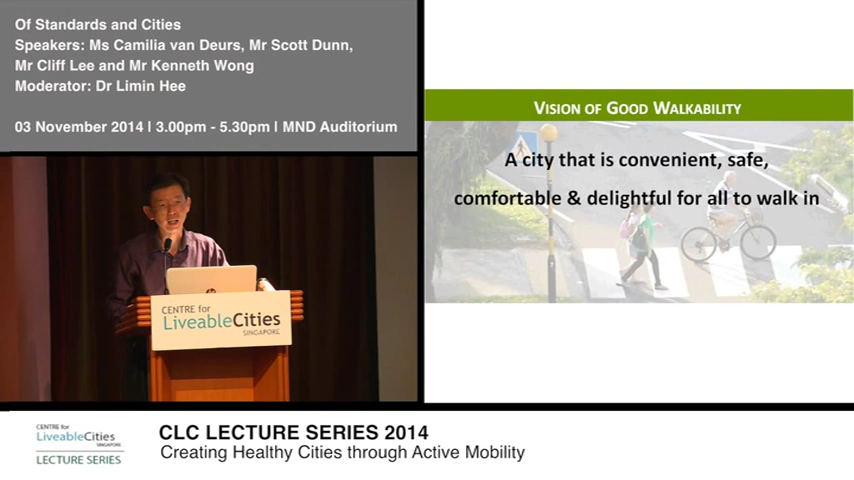 Of Standards and Cities
Speakers: Ms Camilia van Deurs, Mr Scott Dunn,
Mr Cliff Lee and Mr Kenneth Wong
Moderator: Dr Limin Hee
03 November 2014 | 3.00pm - 5.30pm | MND Auditorium
VISION OF GOOD WALKABILITY
A city that is convenient, safe,
comfortable & delightful for all to walk in
CENTRE for
LiveableCities
SINGAPORE
CENTRE for
LiveableCities
SINGAPORE
LECTURE SERIES
CLC LECTURE SERIES 2014
Creating Healthy Cities through Active Mobility